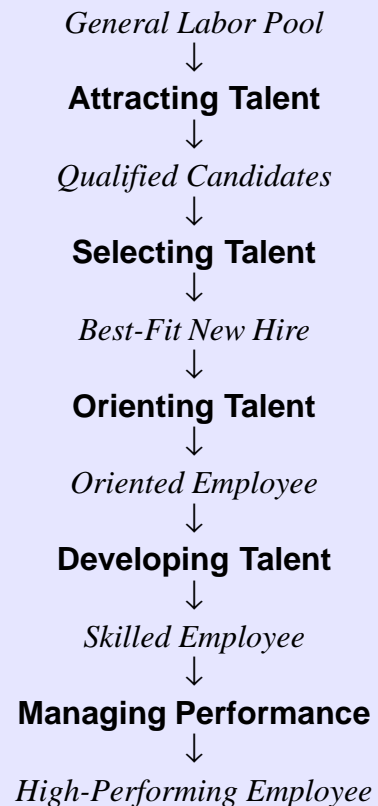 General Labor Pool
↓
Attracting Talent
↓
Qualified Candidates
↓
Selecting Talent
↓
Best-Fit New Hire
↓
Orienting Talent
↓
Oriented Employee
↓
Developing Talent
↓
Skilled Employee
↓
Managing Performance
↓
High-Performing Employee